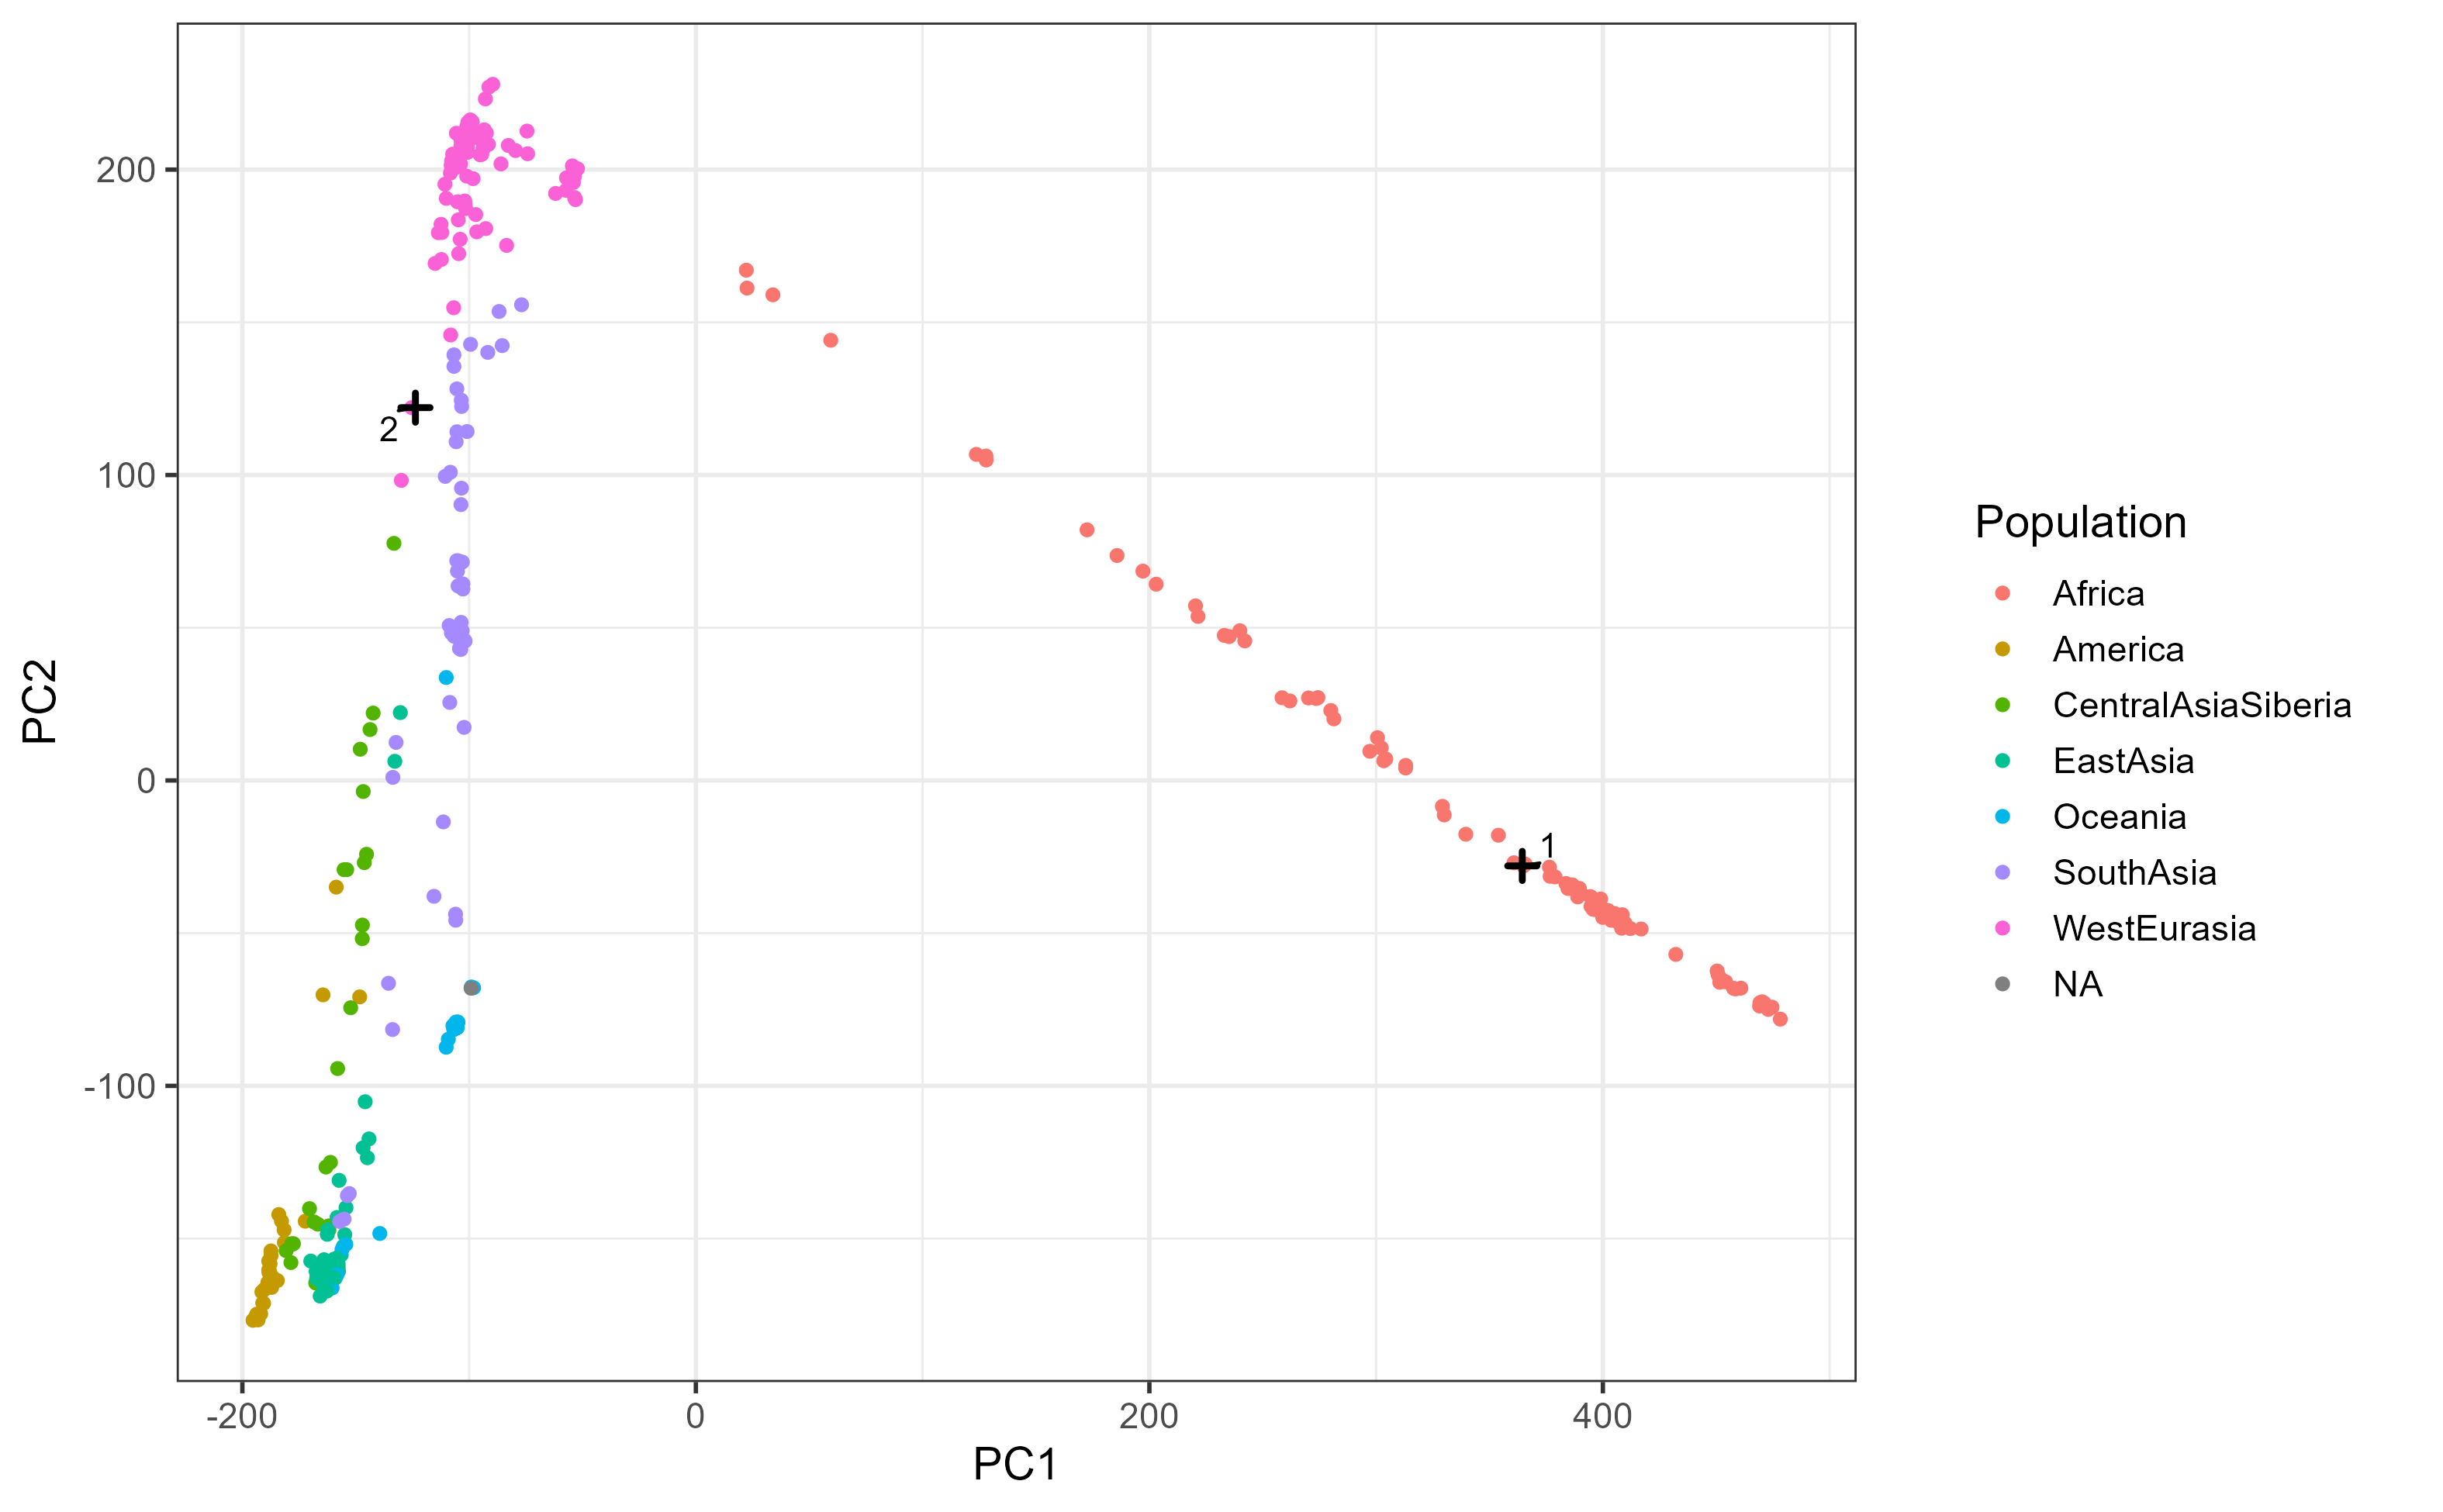 200
100
0
-100
PC2
-200
0
200
400
PC1
2
1
Population
Africa
America
CentralAsiaSiberia
EastAsia
Oceania
SouthAsia
WestEurasia
NA